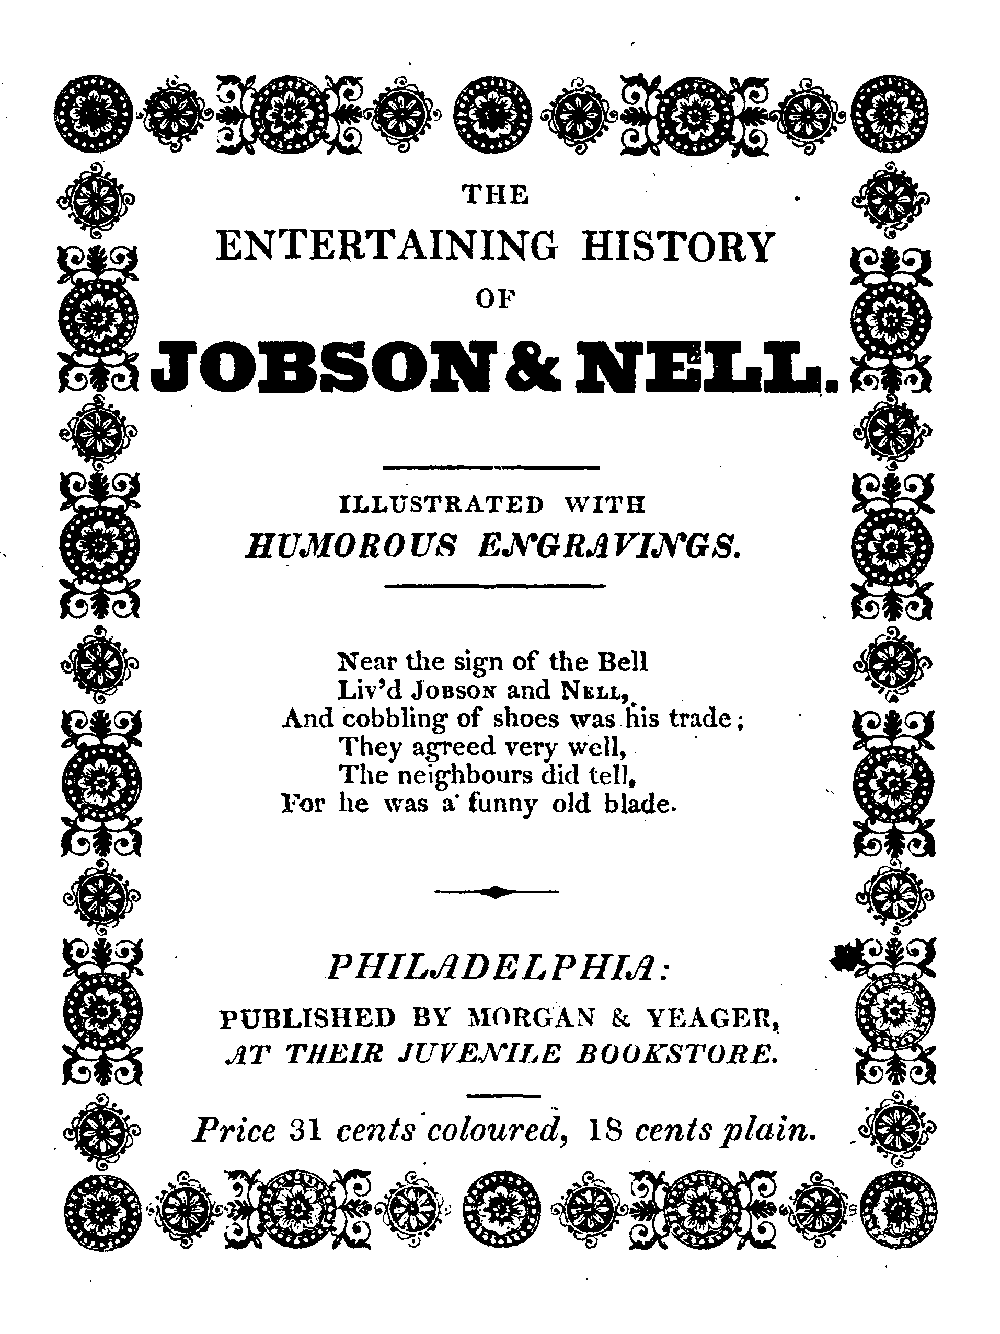 THE
ENTERTAINING HISTORY
OF
JOBSON & NELL.
ILLUSTRATED WITH
HUMOROUS ENGRAVINGS.
Near the sign of the Bell
Liv'd JOBSON and NELL,
And cobbling of shoes was his trade;
They agreed very well,
The neighbours did tell,
For he was a funny old blade.
PHILADELPHIA:
PUBLISHED BY MORGAN & YEAGER,
AT THEIR JUVENILE BOOKSTORE.
Price 31 cents coloured, 18 cents plain.